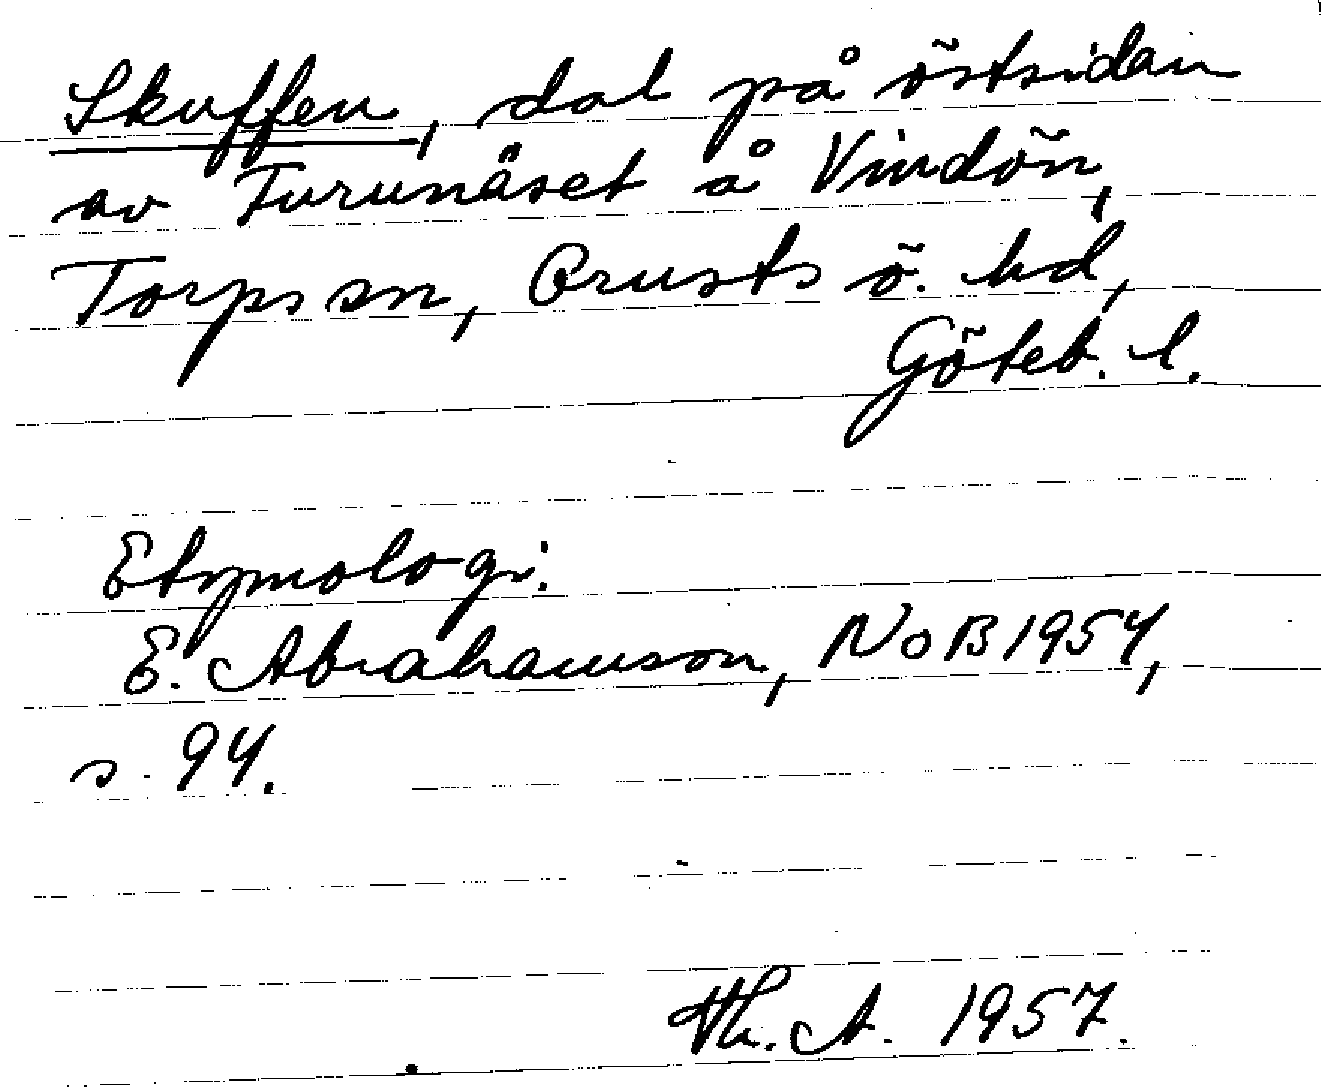 Skuffen, dal på östsidan
av Furunäset å Vindön,
Torps sn, Orusts ö. hd,
Göteb. l.
Etymologi:
E. Abrahamson, NoB 1954,
s. 94.
Th. A. 1957.